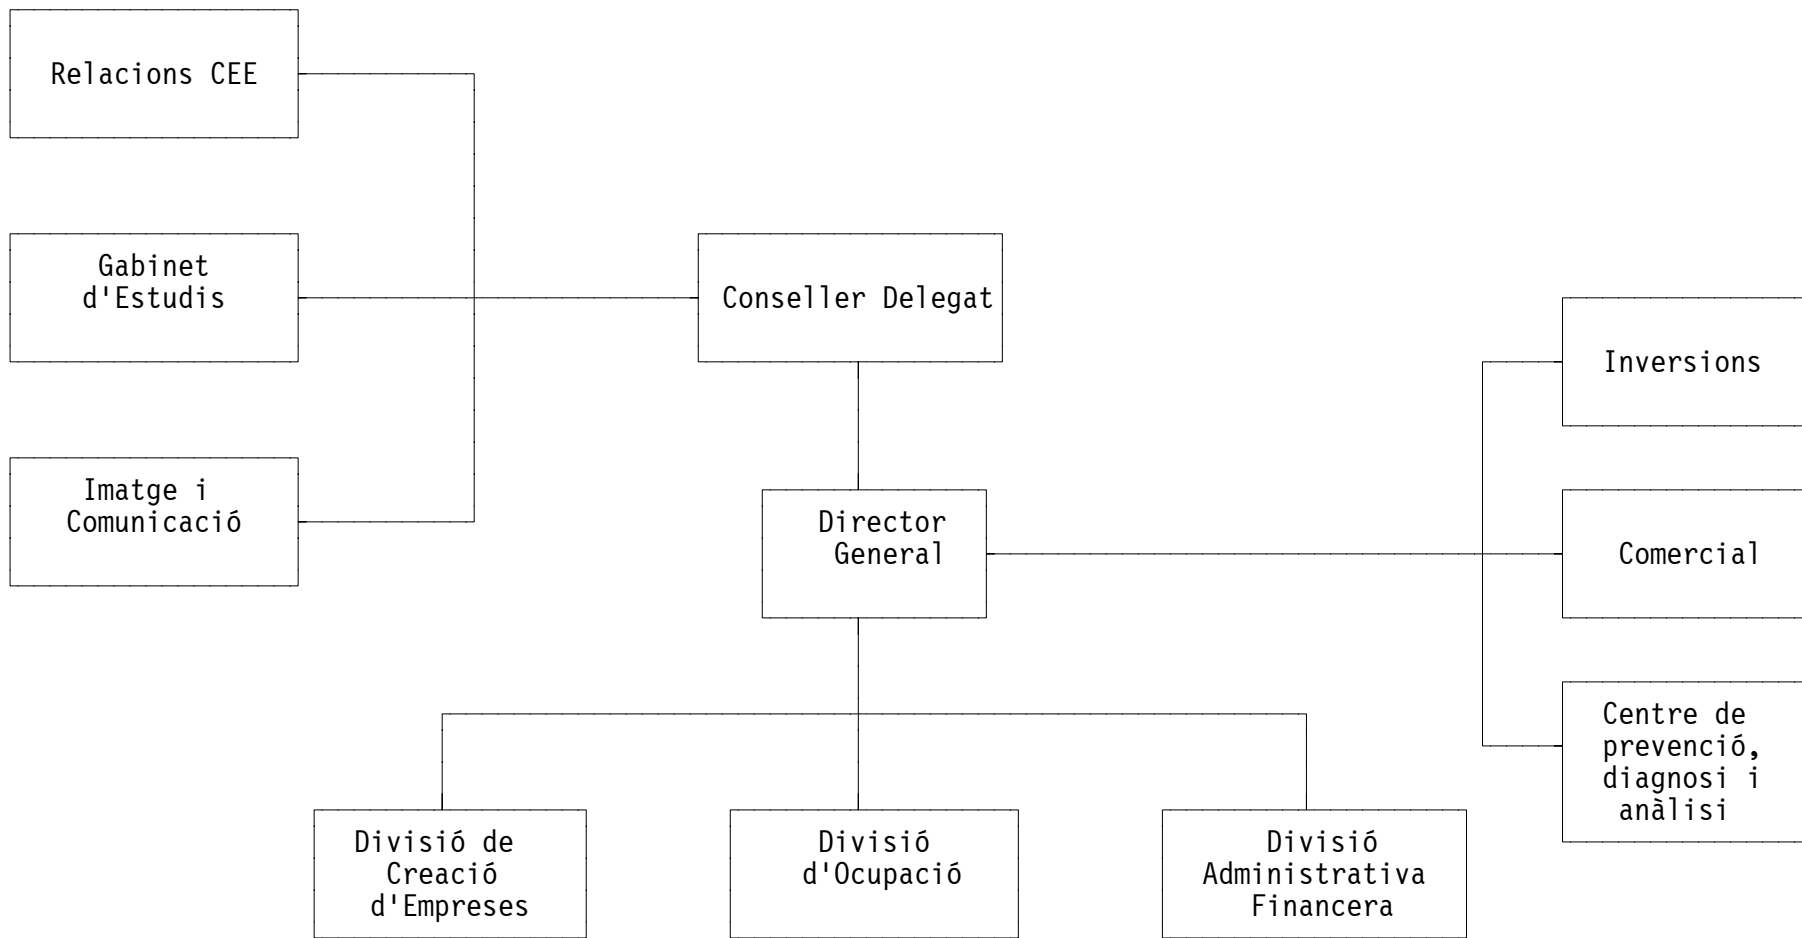 Relacions CEE
Gabinet
d'Estudis
Imatge i
Comunicació
Conseller Delegat
Director
General
Inversions
Comercial
Centre de
prevenció,
diagnosi i
anàlisi
Divisió de
Creació
d'Empreses
Divisió
d'Ocupació
Divisió
Administrativa
Financera